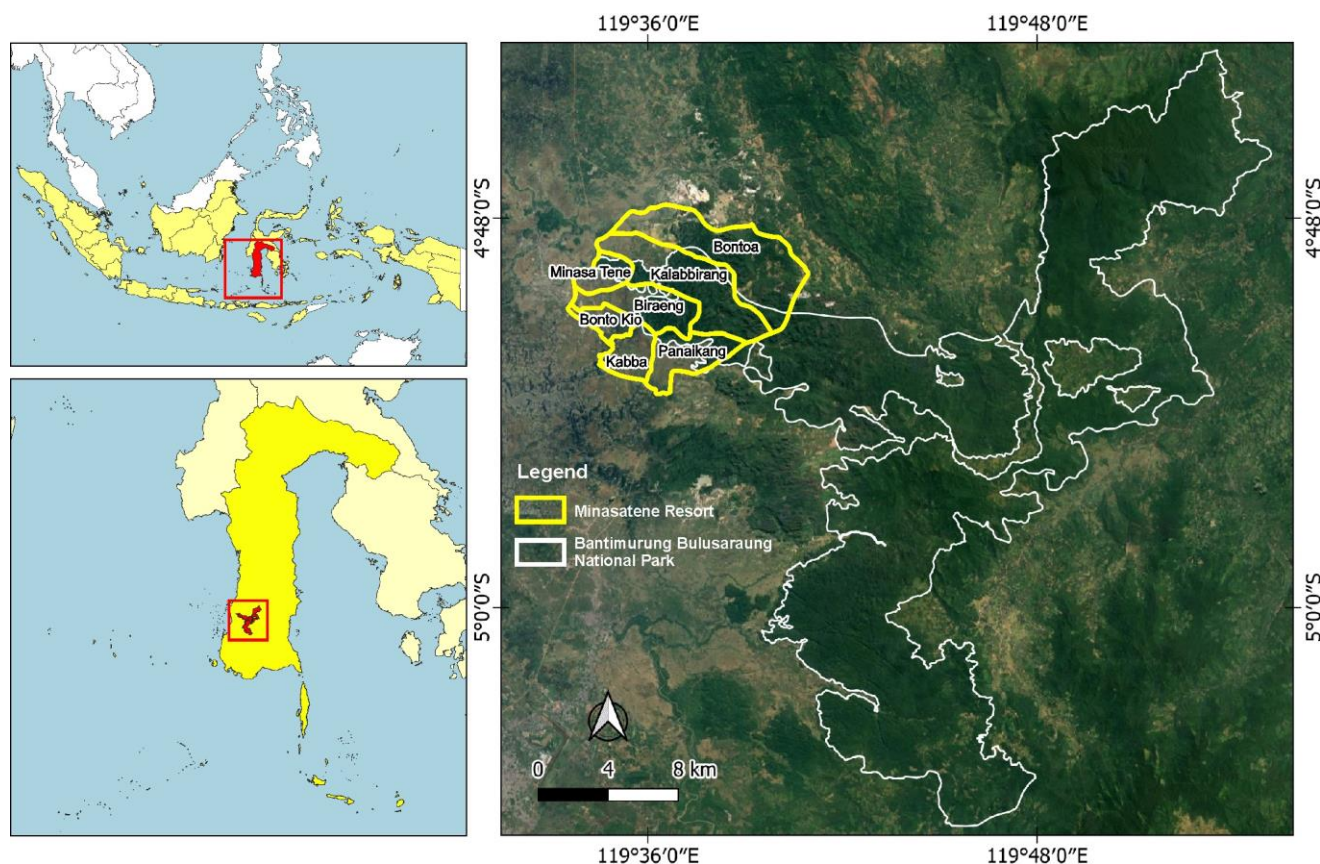 119°36′0″E
119°48′0″E
4°48′0″S
4°48′0″S
Bontoa
Minasa Tene
Kalabbirang
Biraeng
Bonto Kio
Panaikang
Kabba
Legend
Minasatene Resort
Bantimurung Bulusaraung
National Park
5°0′0″S
5°0′0″S
0
4
8 km
119°36′0″E
119°48′0″E